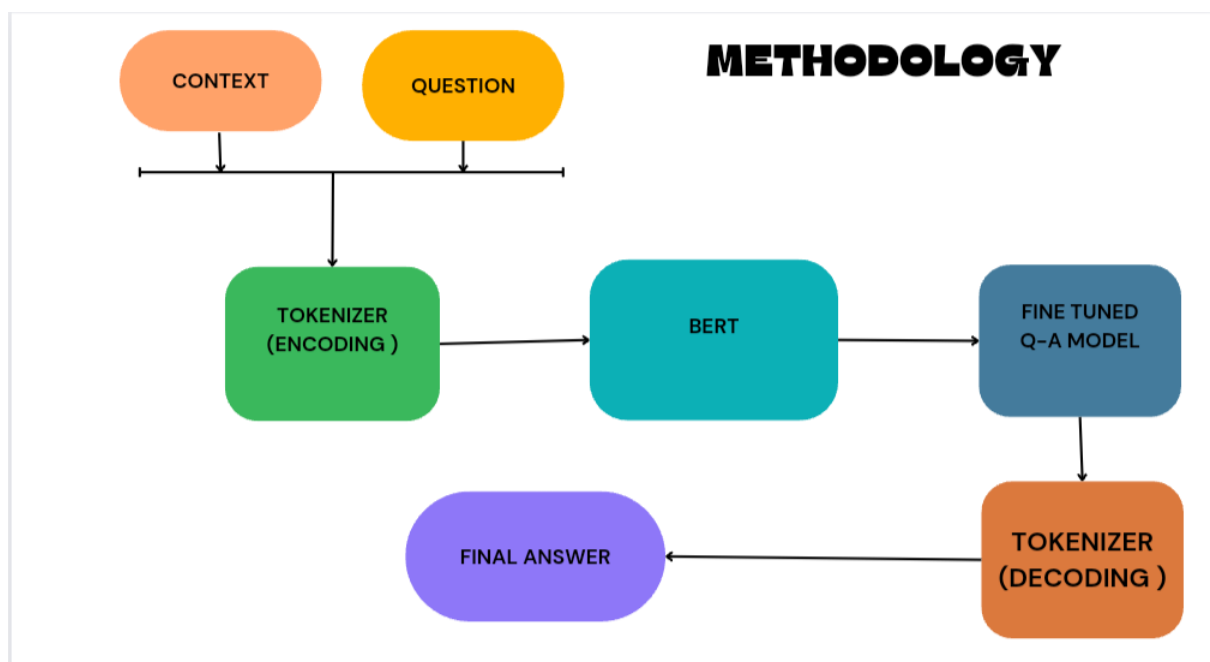 METHODOLOGY
CONTEXT
QUESTION
TOKENIZER
(ENCODING )
BERT
FINE TUNED
Q-A MODEL
TOKENIZER
(DECODING )
FINAL ANSWER